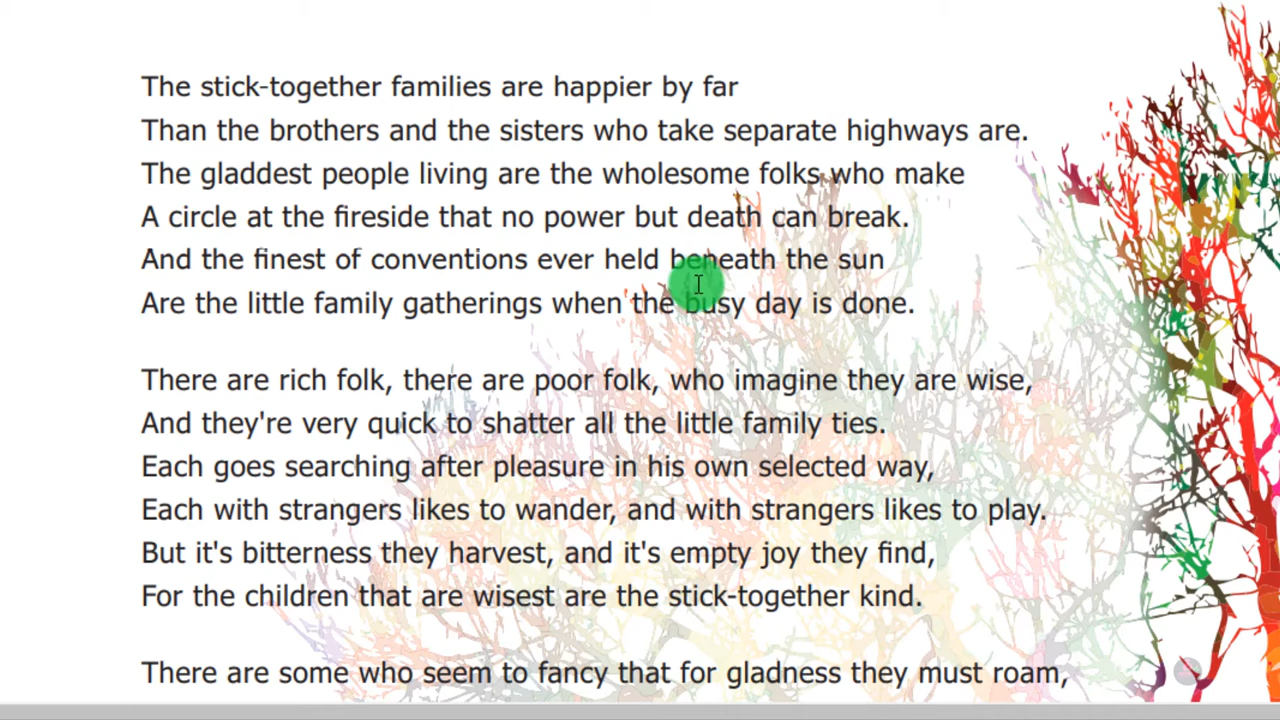 The stick-together families are happier by far
Than the brothers and the sisters who take separate highways are.
The gladdest people living are the wholesome folks who make
A circle at the fireside that no power but death can break.
And the finest of conventions ever held beneath the sun
Are the little family gatherings when the busy day is done.
There are rich folk, there are poor folk, who imagine they are wise,
And they're very quick to shatter all the little family ties.
Each goes searching after pleasure in his own selected way,
Each with strangers likes to wander, and with strangers likes to play.
But it's bitterness they harvest, and it's empty joy they find,
For the children that are wisest are the stick-together kind.
There are some who seem to fancy that for gladness they must roam,